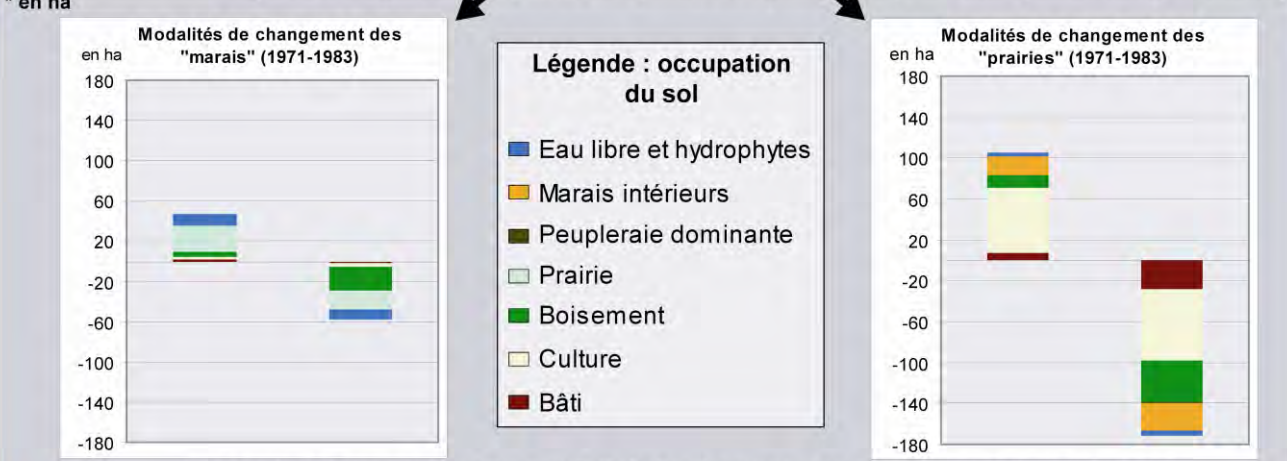 * en ha
Modalités de changement des
"marais" (1971-1983)
en ha
180
140
100
60
20
-20
-60
-100
-140
-180
Légende : occupation
du sol
Eau libre et hydrophytes
Marais intérieurs
Peupleraie dominante
Prairie
Boisement
Culture
Bâti
Modalités de changement des
"prairies" (1971-1983)
en ha
180
140
100
60
20
-20
-60
-100
-140
-180